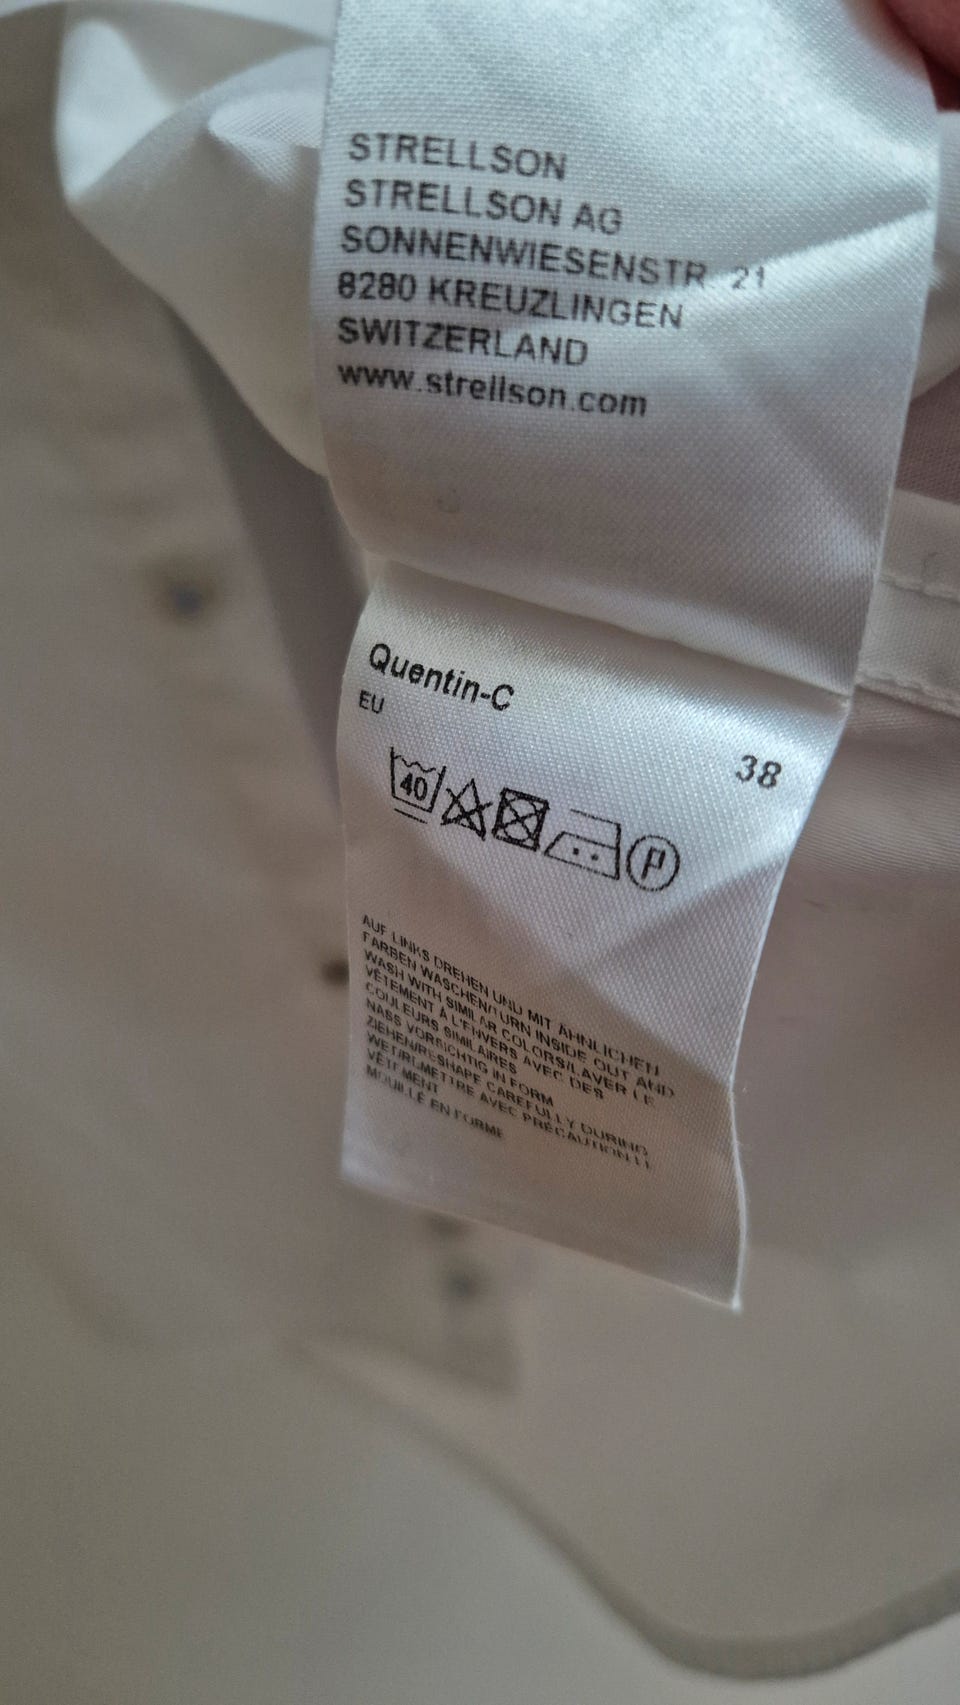 STRELLSON
STRELLSON AG
SONNENWIESENSTR. 21
8280 KREUZLINGEN
SWITZERLAND
www.strellson.com
Quentin-C
EU
38
40
P
AUF LINKS DREHEN UND MIT ÄHNLICHEN
FARBEN WASCHEN/TURN INSIDE OUT AND
WASH WITH SIMILAR COLORS/LAVER LE
VÊTEMENT À L'ENVERS AVEC DES
COULEURS SIMILAIRES
NASS VORSICHTIG IN FORM
ZIEHEN/RESHAPE CAREFULLY DURING
WET/REMETTRE AVEC PRÉCAUTION LE
VÊTEMENT
MOUILLÉ EN FORME